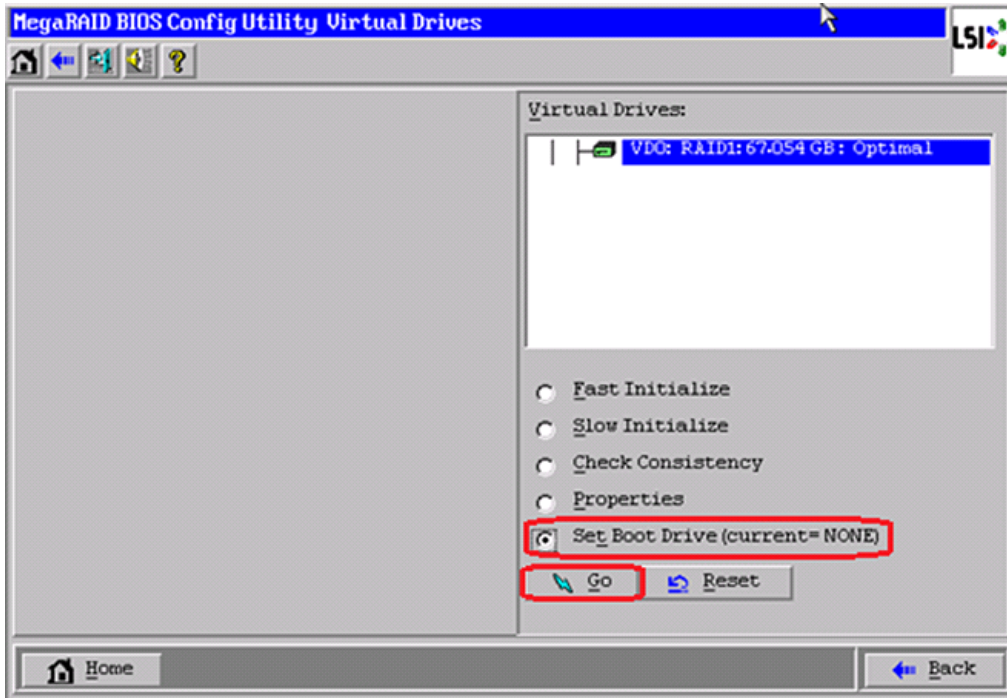 MegaRAID BIOS Config Utility Virtual Drives
LSI
Virtual Drives:
VD0: RAID1: 67.054 GB: Optimal
Fast Initialize
Slow Initialize
Check Consistency
Properties
Set Boot Drive (current= NONE)
Go
Reset
Home
Back